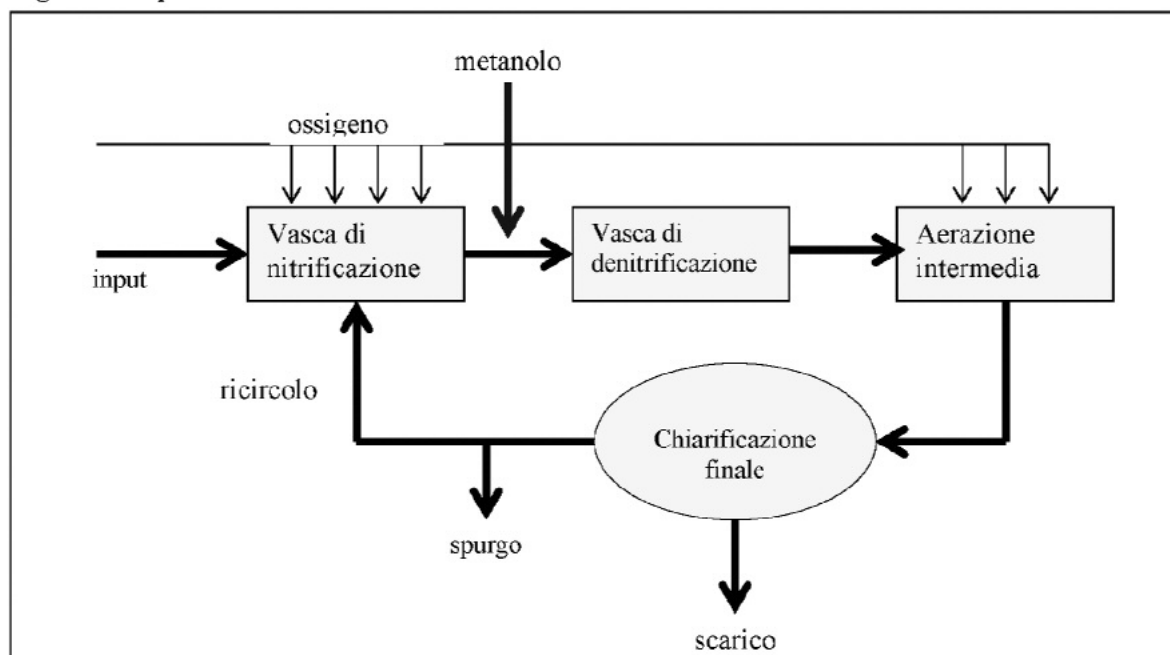 metanolo
ossigeno
Vasca di
nitrificazione
Vasca di
denitrificazione
Aerazione
intermedia
input
ricircolo
Chiarificazione
finale
spurgo
scarico